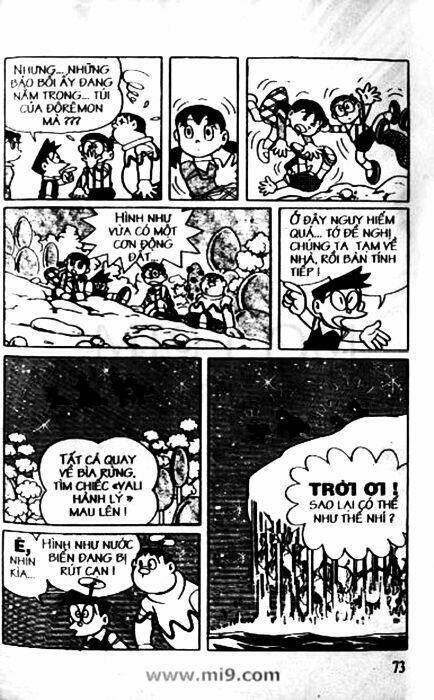 NHƯNG... NHỮNG
BẢO BỐI ẤY ĐANG
NẰM TRONG... TÚI
CỦA ĐÔRÊMON
MÀ ???
HÌNH NHƯ
VỪA CÓ MỘT
CƠN ĐỘNG
ĐẤT
Ở ĐÂY NGUY HIỂM
QUÁ... TỚ ĐỀ NGHỊ
CHÚNG TA TẠM VỀ
NHÀ, RỒI BÀN TÍNH
TIẾP !
TẤT CẢ QUAY
VỀ BÌA RỪNG,
TÌM CHIẾC «VALI
HÀNH LÝ »
MAU LÊN !
TRỜI ƠI !
SAO LẠI CÓ THỂ
NHƯ THẾ NHỈ ?
Ê,
NHÌN
KÌA...
HÌNH NHƯ NƯỚC
BIỂN ĐANG BỊ
RÚT CẠN !
73
www.mi9.com